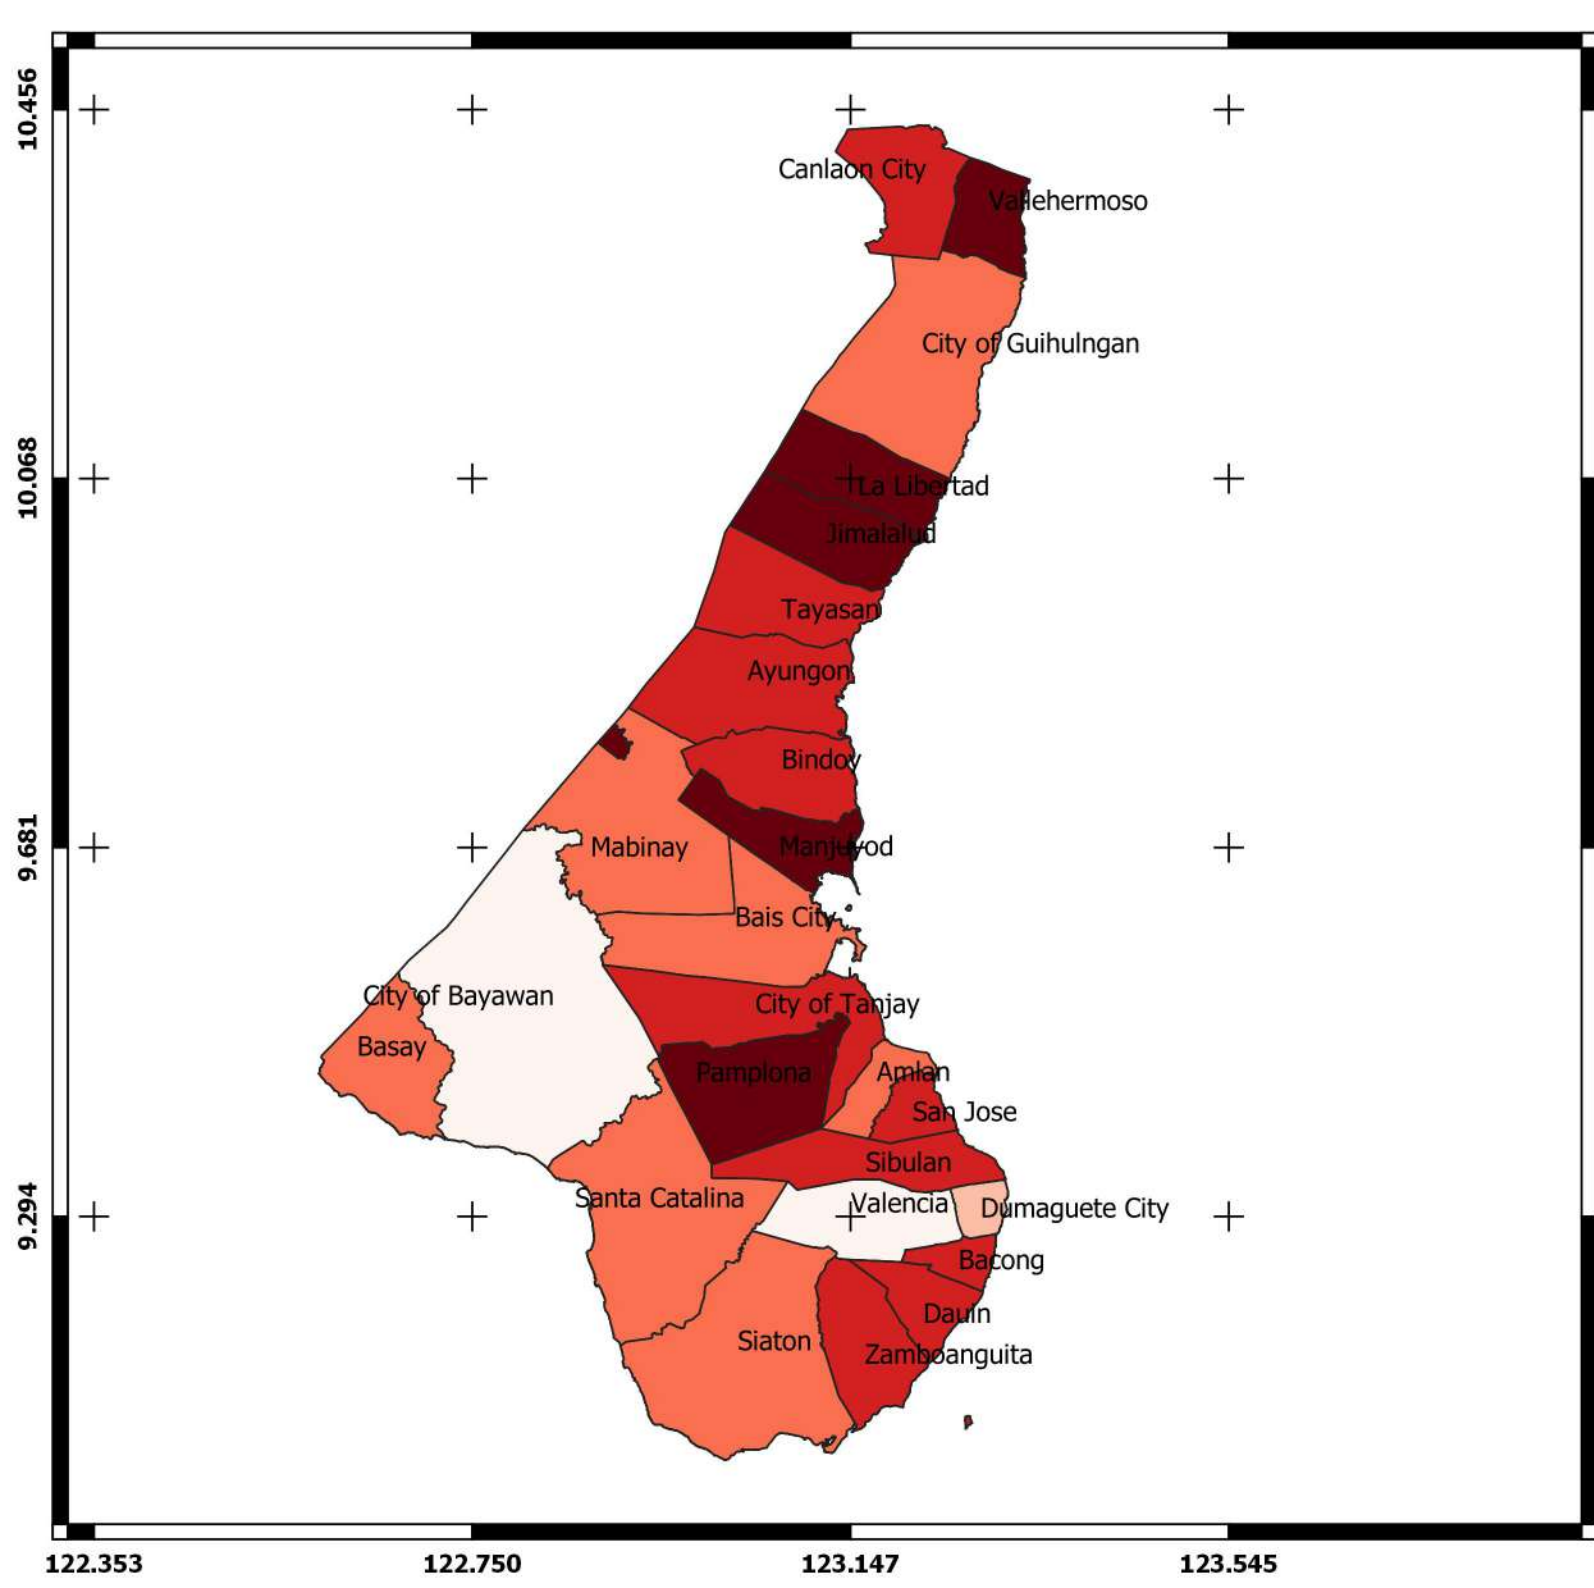 10.456
Canlaon City
Vallehermoso
City of Guihulngan
10.068
La Libertad
Jimalalud
Tayasan
Ayungon
Bindoy
9.681
Mabinay
Manjuyod
Bais City
City of Bayawan
City of Tanjay
Basay
Pamplona
Amlan
San Jose
Sibulan
9.294
Santa Catalina
Valencia
Dumaguete City
Bacong
Dauin
Siaton
Zamboanguita
122.353
122.750
123.147
123.545